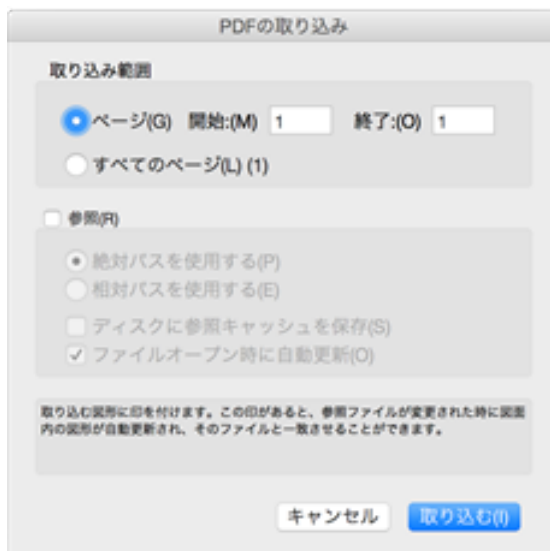 PDFの取り込み
取り込み範囲
ページ(G) 開始:(M) 1 終了:(O) 1
すべてのページ(L) (1)
参照(R)
絶対パスを使用する(P)
相対パスを使用する(E)
ディスクに参照キャッシュを保存(S)
ファイルオープン時に自動更新(O)
取り込む図形に印を付けます。この印があると、参照ファイルが変更された時に図面
内の図形が自動更新され、そのファイルと一致させることができます。
キャンセル 取り込む(I)